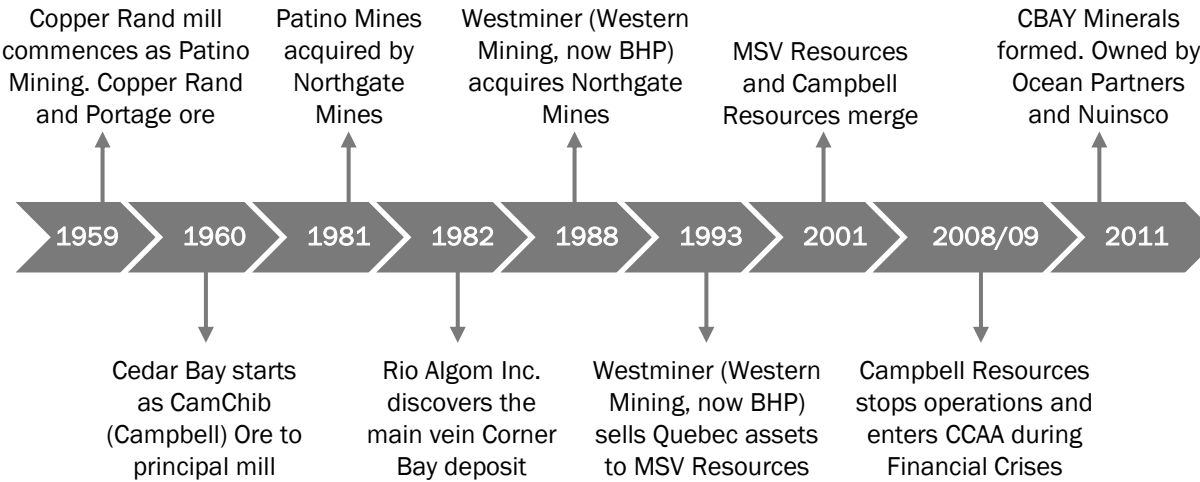 Copper Rand mill
commences as Patino
Mining. Copper Rand
and Portage ore
Patino Mines
acquired by
Northgate
Mines
Westminer (Western
Mining, now BHP)
acquires Northgate
Mines
MSV Resources
and Campbell
Resources merge
CBAY Minerals
formed. Owned by
Ocean Partners
and Nuinsco
1959
1960
1981
1982
1988
1993
2001
2008/09
2011
Cedar Bay starts
as CamChib
(Campbell) Ore to
principal mill
Rio Algom Inc.
discovers the
main vein Corner
Bay deposit
Westminer (Western
Mining, now BHP)
sells Quebec assets
to MSV Resources
Campbell Resources
stops operations and
enters CCAA during
Financial Crises